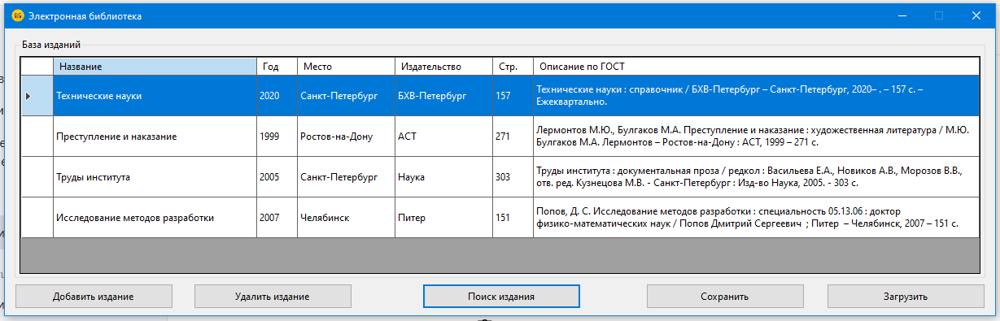 Электронная библиотека
База изданий
Название Год Место Издательство Стр. Описание по ГОСТ
Технические науки 2020 Санкт-Петербург БХВ-Петербург 157 Технические науки : справочник / БХВ-Петербург – Санкт-Петербург, 2020– . – 157 с. –
Ежеквартально.
Преступление и наказание 1999 Ростов-на-Дону АСТ 271 Лермонтов М.Ю., Булгаков М.А. Преступление и наказание : художественная литература / М.Ю.
Булгаков М.А. Лермонтов – Ростов-на-Дону : АСТ, 1999 – 271 с.
Труды института 2005 Санкт-Петербург Наука 303 Труды института : документальная проза / редкол : Васильева Е.А., Новиков А.В., Морозов В.В.,
отв. ред. Кузнецова М.В. - Санкт-Петербург : Изд-во Наука, 2005. - 303 с.
Исследование методов разработки 2007 Челябинск Питер 151 Попов, Д. С. Исследование методов разработки : специальность 05.13.06 : доктор
физико-математических наук / Попов Дмитрий Сергеевич ; Питер – Челябинск, 2007 – 151 с.
Добавить издание Удалить издание Поиск издания Сохранить Загрузить